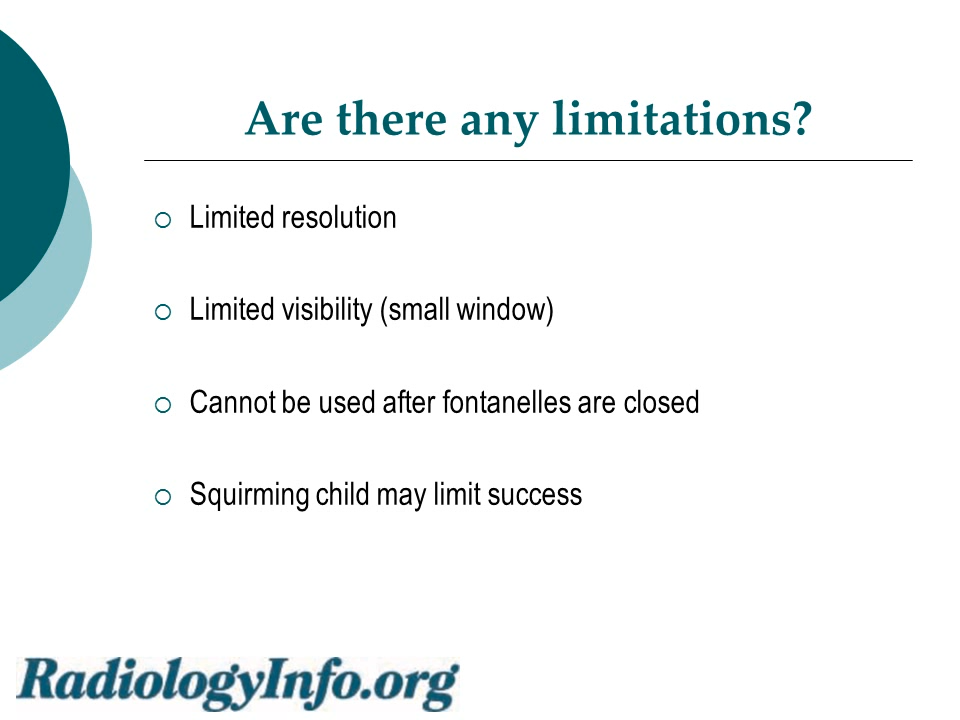 Are there any limitations?
Limited resolution
Limited visibility (small window)
Cannot be used after fontanelles are closed
Squirming child may limit success
RadiologyInfo.org